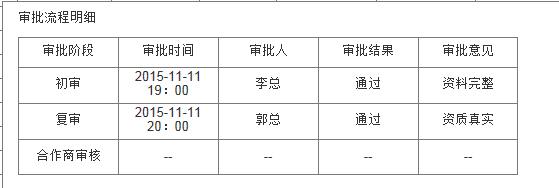 审批流程明细
审批阶段 审批时间 审批人 审批结果 审批意见
初审 2015-11-11 19：00 李总 通过 资料完整
复审 2015-11-11 20：00 郭总 通过 资质真实
合作商审核 -- -- -- --